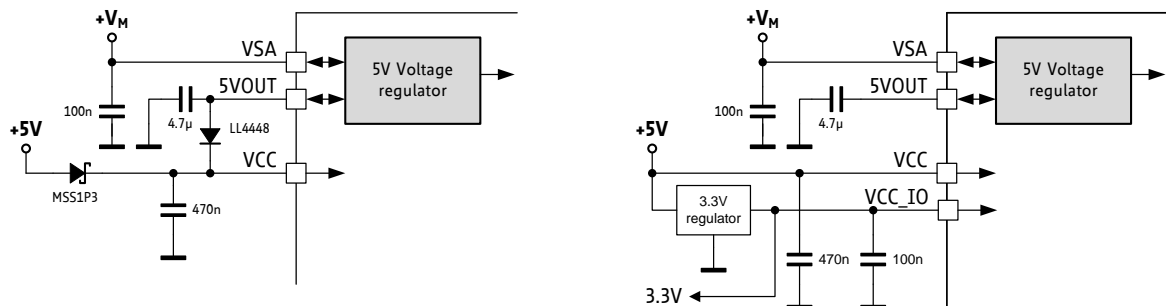 +VM
VSA
5V Voltage
regulator
5VOUT
100n
4.7µ
LL4448
+5V
VCC
MSS1P3
470n
+VM
VSA
5V Voltage
regulator
5VOUT
100n
4.7µ
+5V
VCC
3.3V
regulator
VCC_IO
470n
100n
3.3V